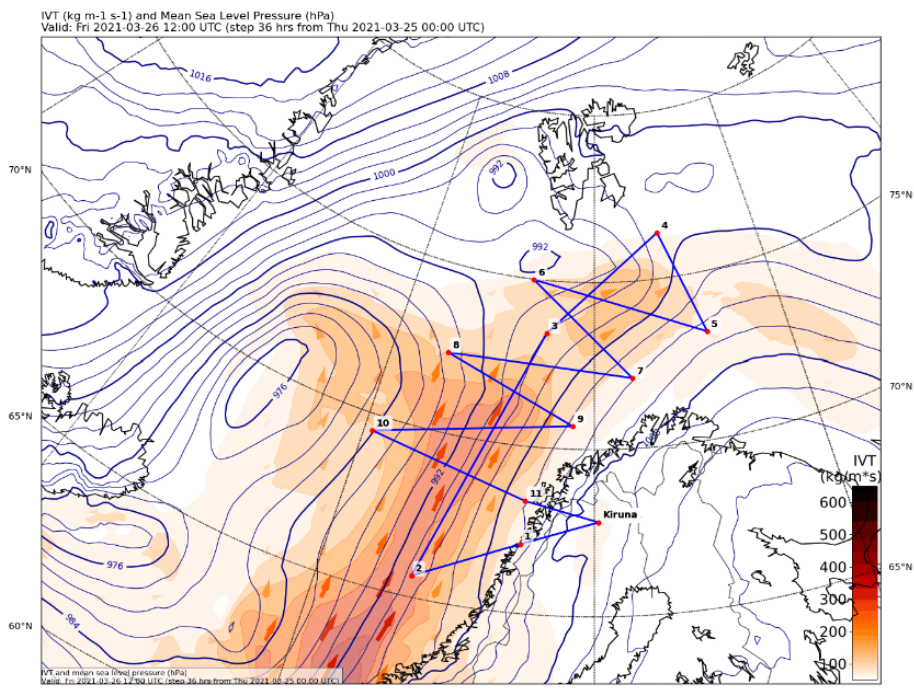 IVT (kg m-1 s-1) and Mean Sea Level Pressure (hPa)
Valid: Fri 2021-03-26 12:00 UTC (step 36 hrs from Thu 2021-03-25 00:00 UTC)
1016
1008
992
1000
70°N
75°N
4
992
6
3
5
8
7
976
70°N
65°N
10
9
IVT
(kg/m*s)
992
11
600
Kiruna
500
1
976
2
400
65°N
300
984
200
60°N
100
IVT and mean sea level pressure (hPa)
Valid: Fri 2021-03-26 12:00 UTC (step 36 hrs from Thu 2021-03-25 00:00 UTC)